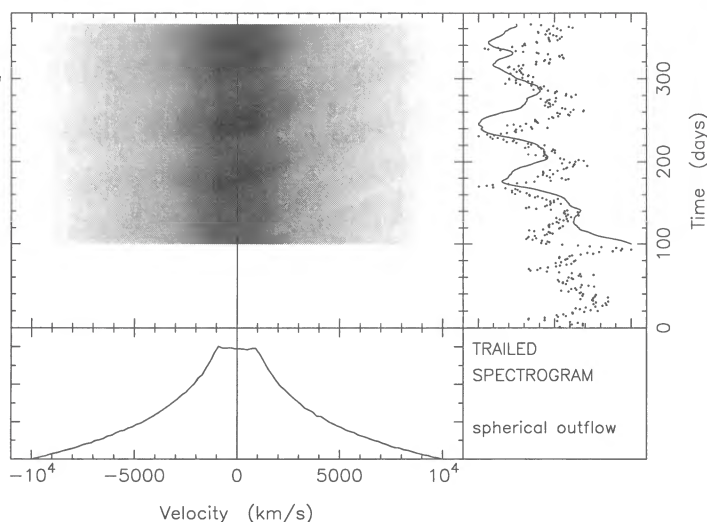 300
200
100
0
Time (days)
TRAILED
SPECTROGRAM
spherical outflow
−10⁴ −5000 0 5000 10⁴
Velocity (km/s)